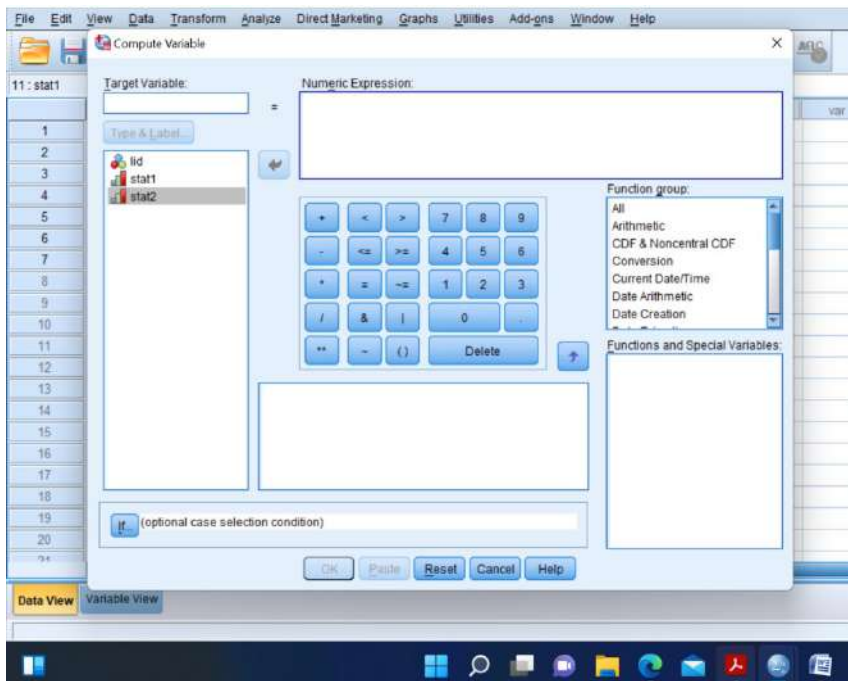 File Edit View Data Transform Analyze Direct Marketing Graphs Utilities Add-ons Window Help
Compute Variable
11 : stat1
Target Variable:
=
Numeric Expression:
var
Type & Label...
lid
stat1
stat2
Function group:
All
Arithmetic
CDF & Noncentral CDF
Conversion
Current Date/Time
Date Arithmetic
Date Creation
+ < > 7 8 9
- <= >= 4 5 6
* = ~= 1 2 3
/ & | 0 .
** ~ ( ) Delete
Functions and Special Variables:
1
2
3
4
5
6
7
8
9
10
11
12
13
14
15
16
17
18
19
20
If... (optional case selection condition)
OK Paste Reset Cancel Help
Data View Variable View